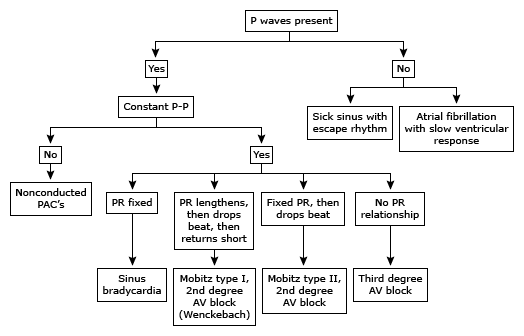 P waves present
Yes
No
Constant P-P
Sick sinus with
escape rhythm
Atrial fibrillation
with slow ventricular
response
No
Yes
Nonconducted
PAC's
PR fixed
PR lengthens,
then drops
beat, then
returns short
Fixed PR, then
drops beat
No PR
relationship
Sinus
bradycardia
Mobitz type I,
2nd degree
AV block
(Wenckebach)
Mobitz type II,
2nd degree
AV block
Third degree
AV block